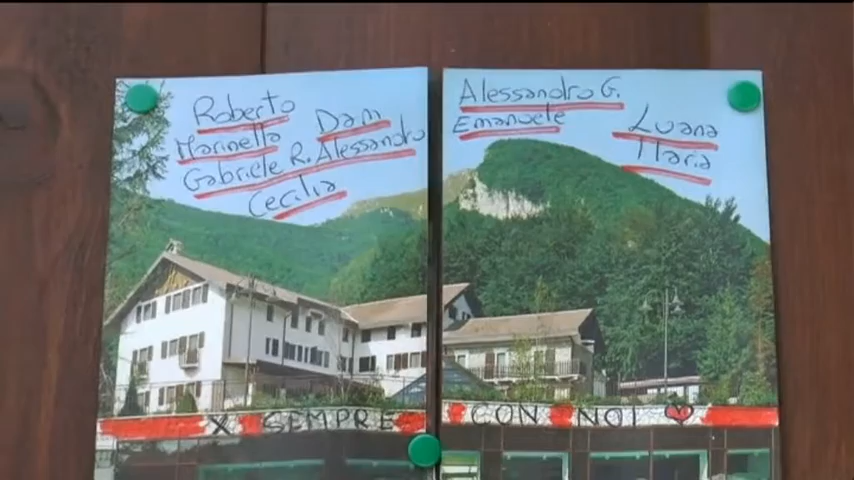 Roberto
Marinella Dam
Gabriele R. Alessandro
Cecilia
Alessandro G.
Emanuele Luana
Ilaria
X SEMPRE CON NOI